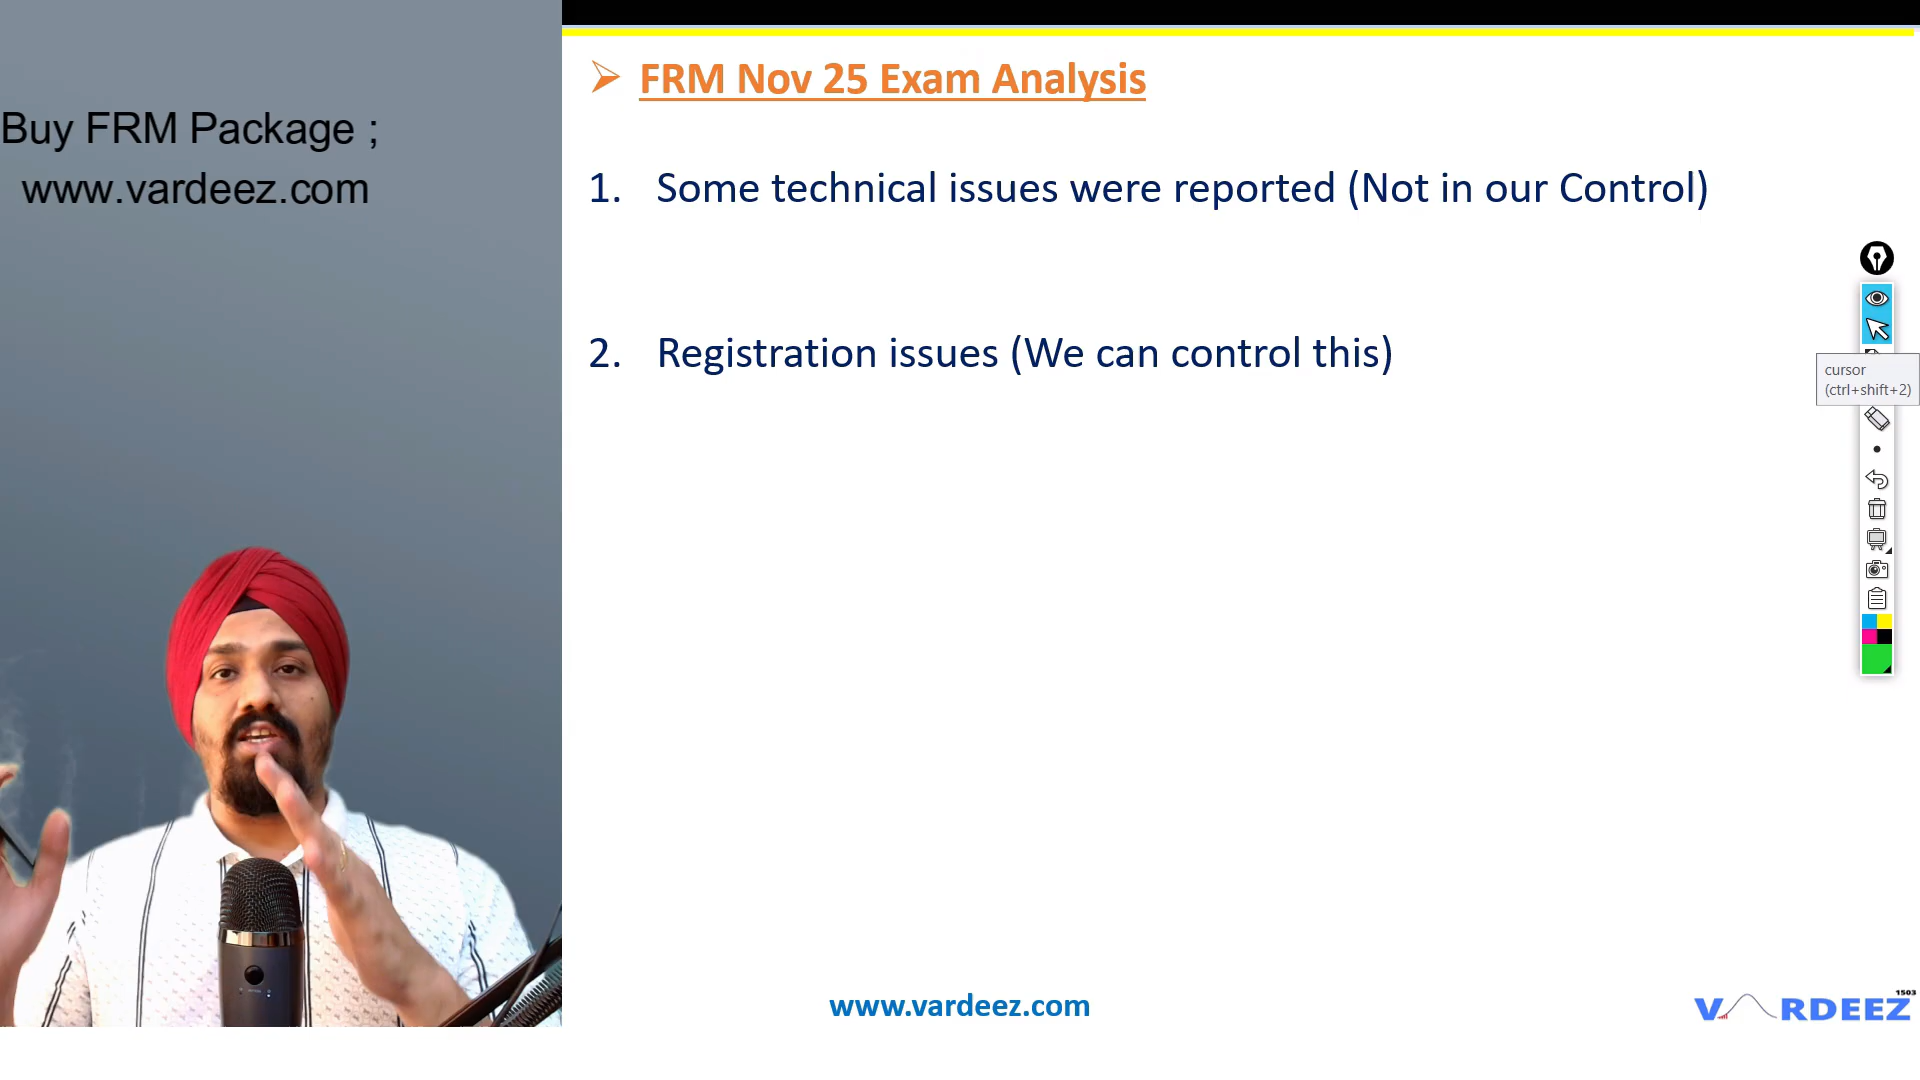 Buy FRM Package ;
www.vardeez.com
➢ FRM Nov 25 Exam Analysis
1. Some technical issues were reported (Not in our Control)
2. Registration issues (We can control this)
cursor
(ctrl+shift+2)
www.vardeez.com
1503
VARDEEZ